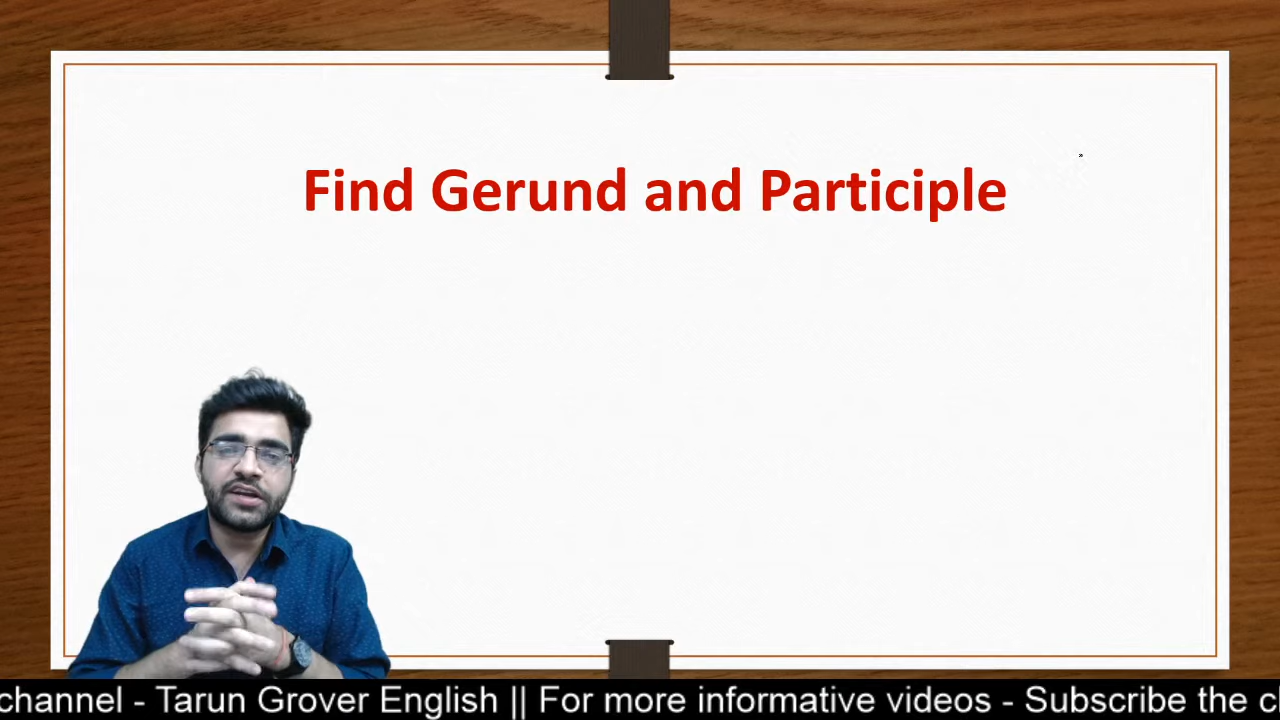 Find Gerund and Participle
channel - Tarun Grover English || For more informative videos - Subscribe the c